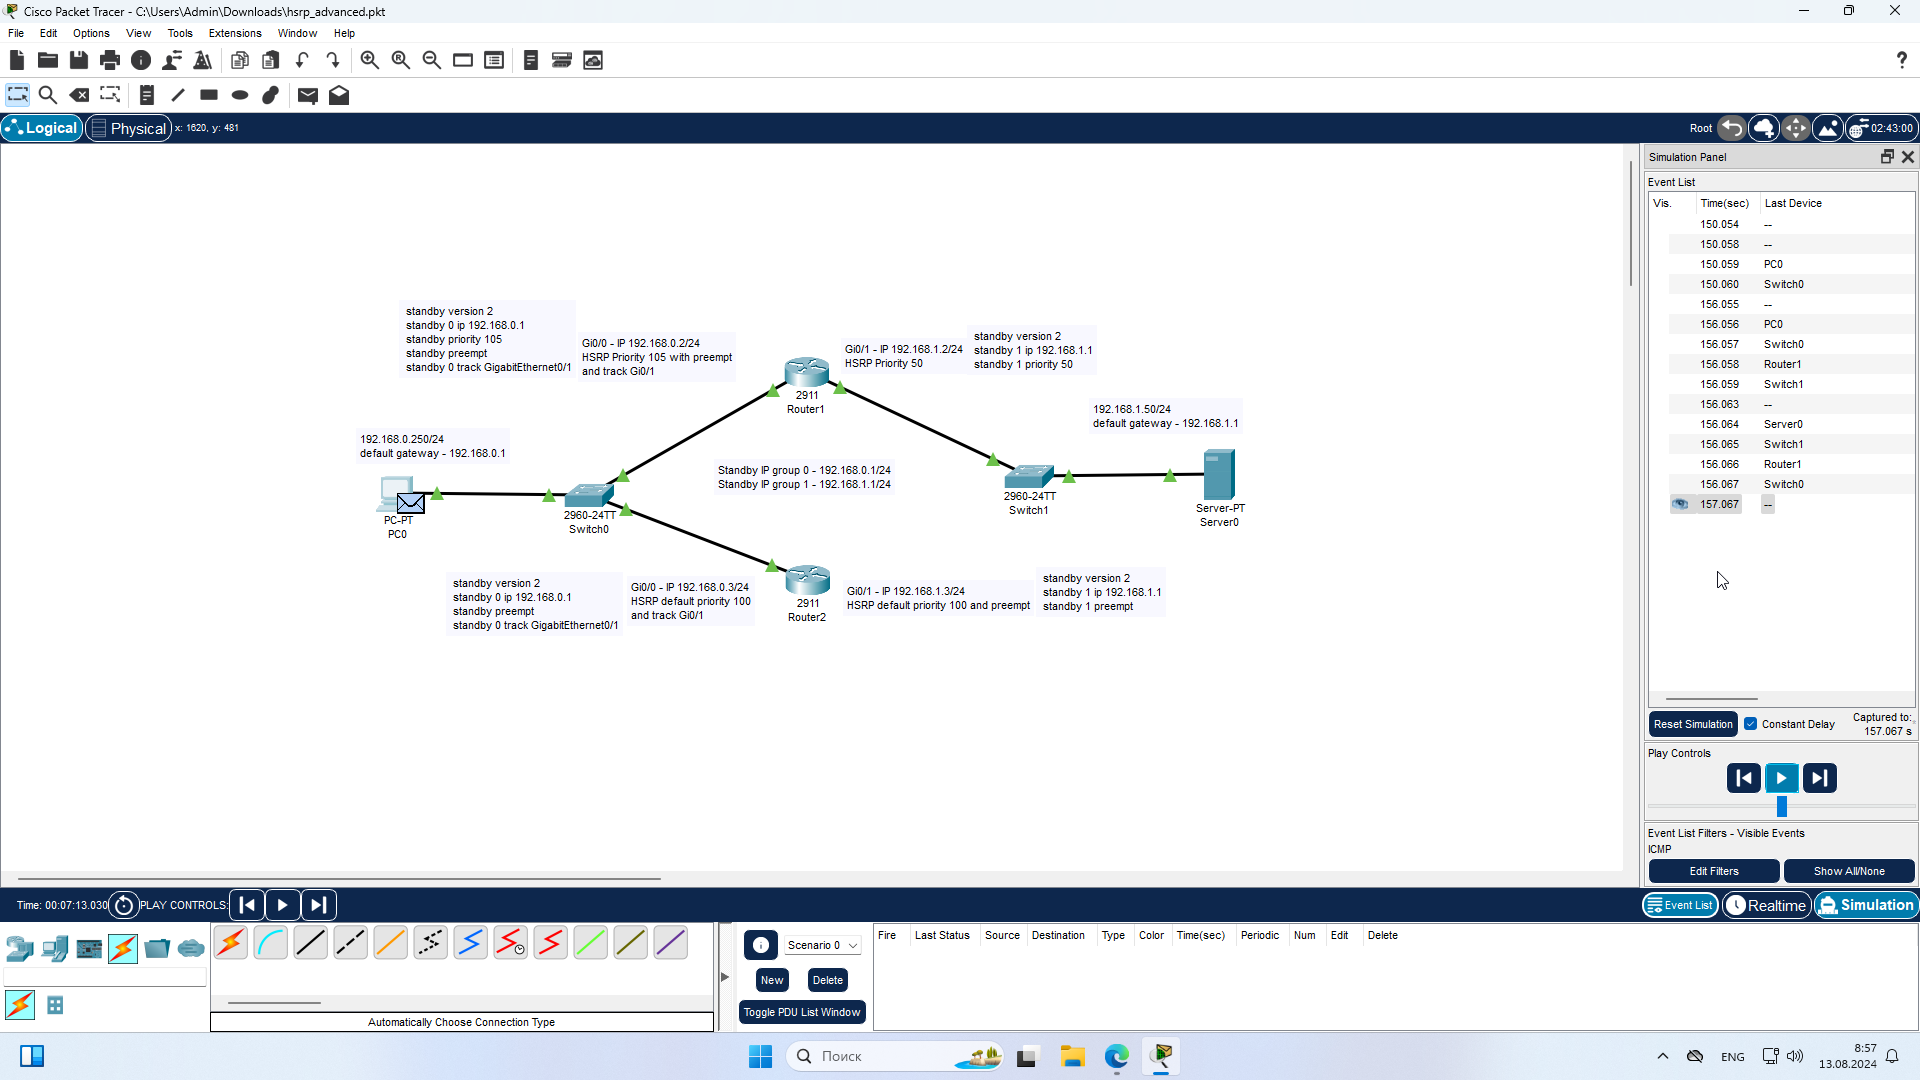 Cisco Packet Tracer - C:\Users\Admin\Downloads\hsrp_advanced.pkt
File Edit Options View Tools Extensions Window Help
Logical Physical x: 1620, y: 481
Root 02:43:00
Simulation Panel
Event List
Vis. Time(sec) Last Device
150.054 --
150.058 --
150.059 PC0
150.060 Switch0
156.055 --
156.056 PC0
156.057 Switch0
156.058 Router1
156.059 Switch1
156.063 --
156.064 Server0
156.065 Switch1
156.066 Router1
156.067 Switch0
157.067 --
standby version 2
standby 0 ip 192.168.0.1
standby priority 105
standby preempt
standby 0 track GigabitEthernet0/1
Gi0/0 - IP 192.168.0.2/24
HSRP Priority 105 with preempt
and track Gi0/1
2911
Router1
Gi0/1 - IP 192.168.1.2/24
HSRP Priority 50
standby version 2
standby 1 ip 192.168.1.1
standby 1 priority 50
192.168.1.50/24
default gateway - 192.168.1.1
192.168.0.250/24
default gateway - 192.168.0.1
Standby IP group 0 - 192.168.0.1/24
Standby IP group 1 - 192.168.1.1/24
PC-PT
PC0
2960-24TT
Switch0
2960-24TT
Switch1
Server-PT
Server0
standby version 2
standby 0 ip 192.168.0.1
standby preempt
standby 0 track GigabitEthernet0/1
Gi0/0 - IP 192.168.0.3/24
HSRP default priority 100
and track Gi0/1
2911
Router2
Gi0/1 - IP 192.168.1.3/24
HSRP default priority 100 and preempt
standby version 2
standby 1 ip 192.168.1.1
standby 1 preempt
Reset Simulation Constant Delay Captured to:
157.067 s
Play Controls
Event List Filters - Visible Events
ICMP
Edit Filters Show All/None
Time: 00:07:13.030 PLAY CONTROLS:
Event List Realtime Simulation
Scenario 0
New Delete
Toggle PDU List Window
Fire Last Status Source Destination Type Color Time(sec) Periodic Num Edit Delete
Automatically Choose Connection Type
Поиск
ENG
8:57
13.08.2024